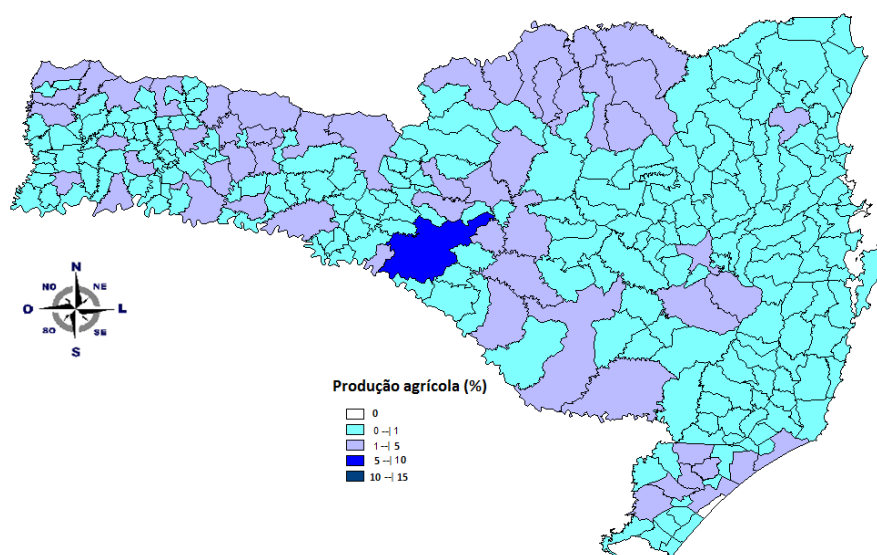 N
NO NE
O L
SO SE
S
Produção agrícola (%)
0
0 --| 1
1 --| 5
5 --| 10
10 --| 15